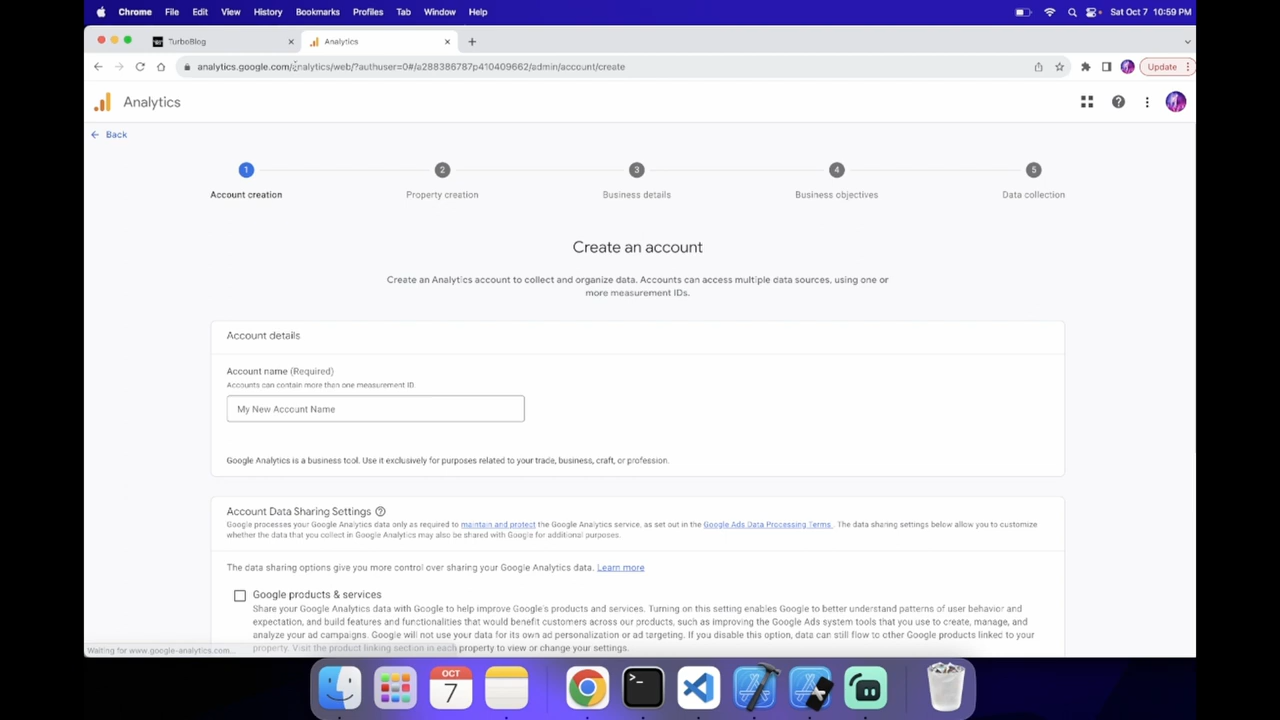 Chrome File Edit View History Bookmarks Profiles Tab Window Help Sat Oct 7 10:59 PM
TurboBlog Analytics
analytics.google.com/analytics/web/?authuser=0#/a288386787p410409662/admin/account/create Update
Analytics
Back
1 2 3 4 5
Account creation Property creation Business details Business objectives Data collection
Create an account
Create an Analytics account to collect and organize data. Accounts can access multiple data sources, using one or
more measurement IDs.
Account details
Account name (Required)
Accounts can contain more than one measurement ID.
My New Account Name
Google Analytics is a business tool. Use it exclusively for purposes related to your trade, business, craft, or profession.
Account Data Sharing Settings
Google processes your Google Analytics data only as required to maintain and protect the Google Analytics service, as set out in the Google Ads Data Processing Terms. The data sharing settings below allow you to customize
whether the data that you collect in Google Analytics may also be shared with Google for additional purposes.
The data sharing options give you more control over sharing your Google Analytics data. Learn more
Google products & services
Share your Google Analytics data with Google to help improve Google's products and services. Turning on this setting enables Google to better understand patterns of user behavior and
expectation, and build features and functionalities that would benefit customers across our products, such as improving the Google Ads system tools that you use to create, manage, and
analyze your ad campaigns. Google will not use your data for its own ad personalization or ad targeting. If you disable this option, data can still flow to other Google products linked to your
property. Visit the product linking section in each property to view or change your settings.
Waiting for www.google-analytics.com...
OCT
7